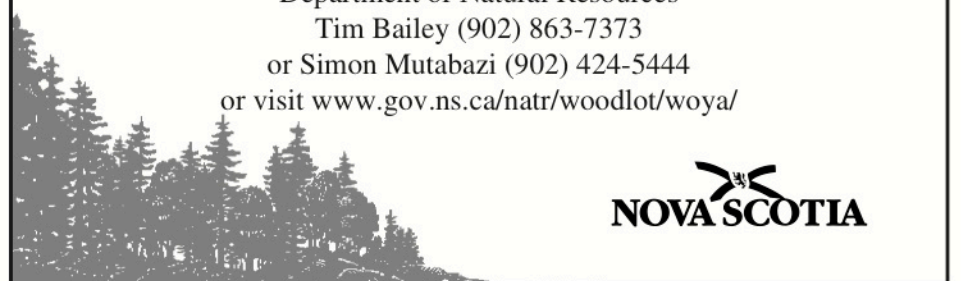 Department of Natural Resources
Tim Bailey (902) 863-7373
or Simon Mutabazi (902) 424-5444
or visit www.gov.ns.ca/natr/woodlot/woya/
NOVA SCOTIA